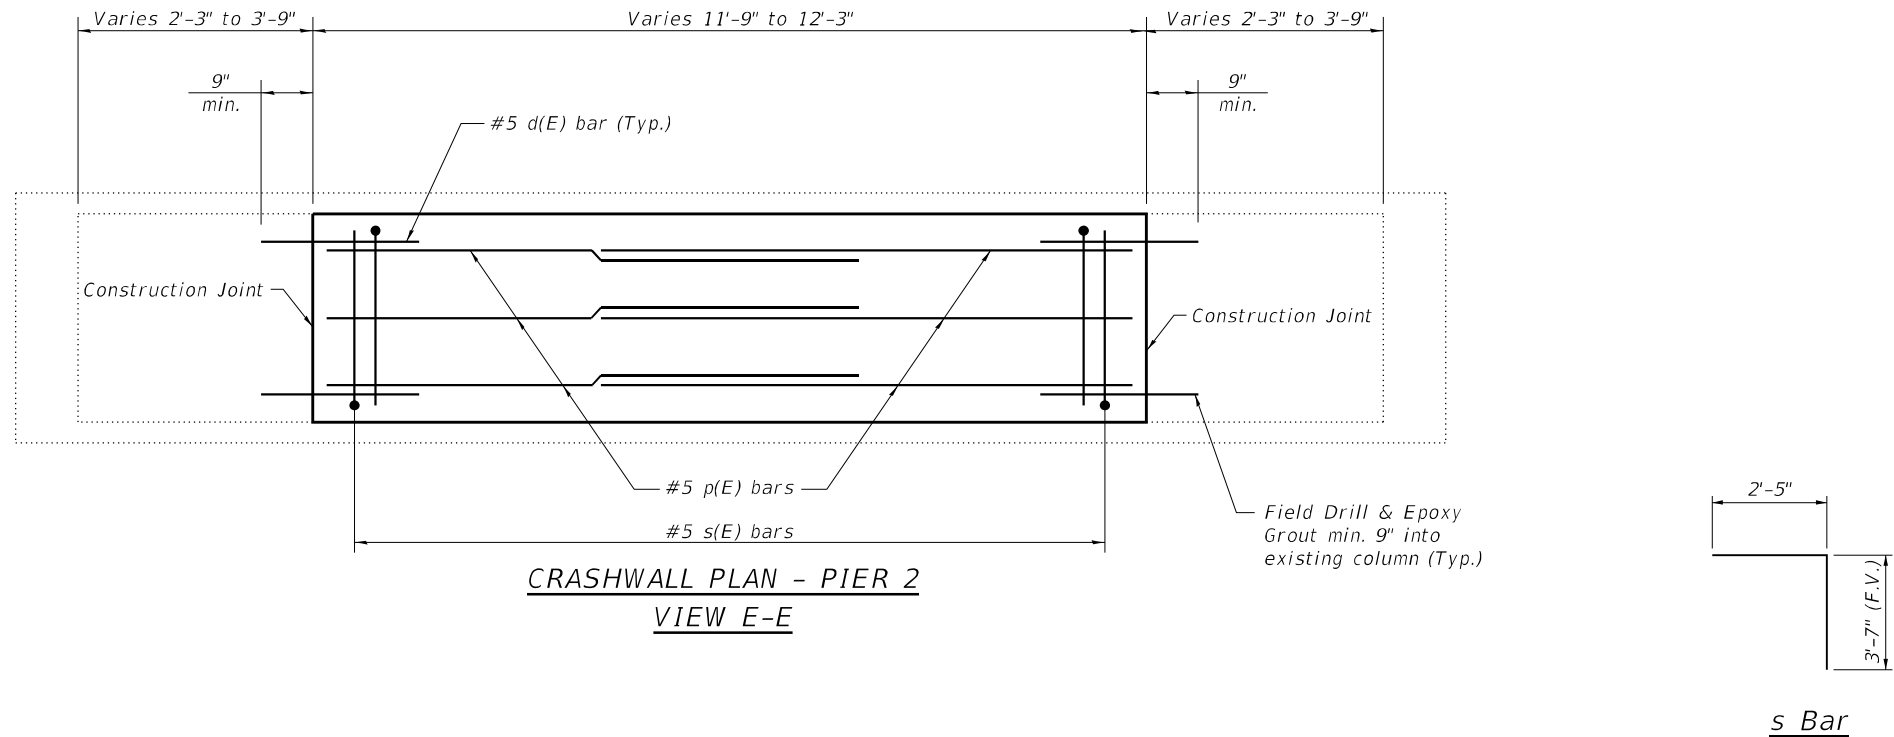 Varies 2'-3" to 3'-9"
Varies 11'-9" to 12'-3"
Varies 2'-3" to 3'-9"
9"
min.
9"
min.
#5 d(E) bar (Typ.)
Construction Joint
Construction Joint
#5 p(E) bars
#5 s(E) bars
Field Drill & Epoxy
Grout min. 9" into
existing column (Typ.)
CRASHWALL PLAN - PIER 2
VIEW E-E
2'-5"
3'-7" (F.V.)
s Bar